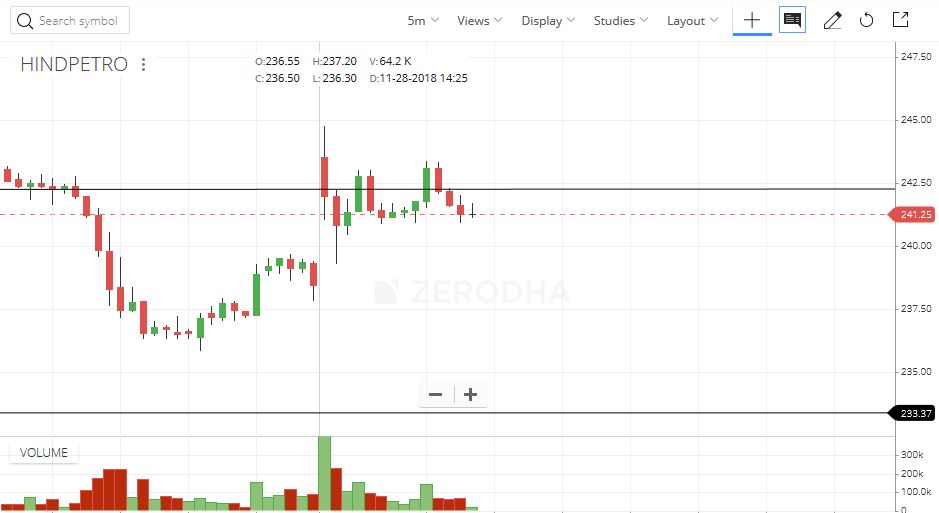 Search symbol 5m Views Display Studies Layout
HINDPETRO O:236.55 H:237.20 V:64.2 K
C:236.50 L:236.30 D:11-28-2018 14:25
247.50
245.00
242.50
241.25
240.00
ZERODHA
237.50
235.00
233.37
VOLUME
300k
200k
100.0k
0